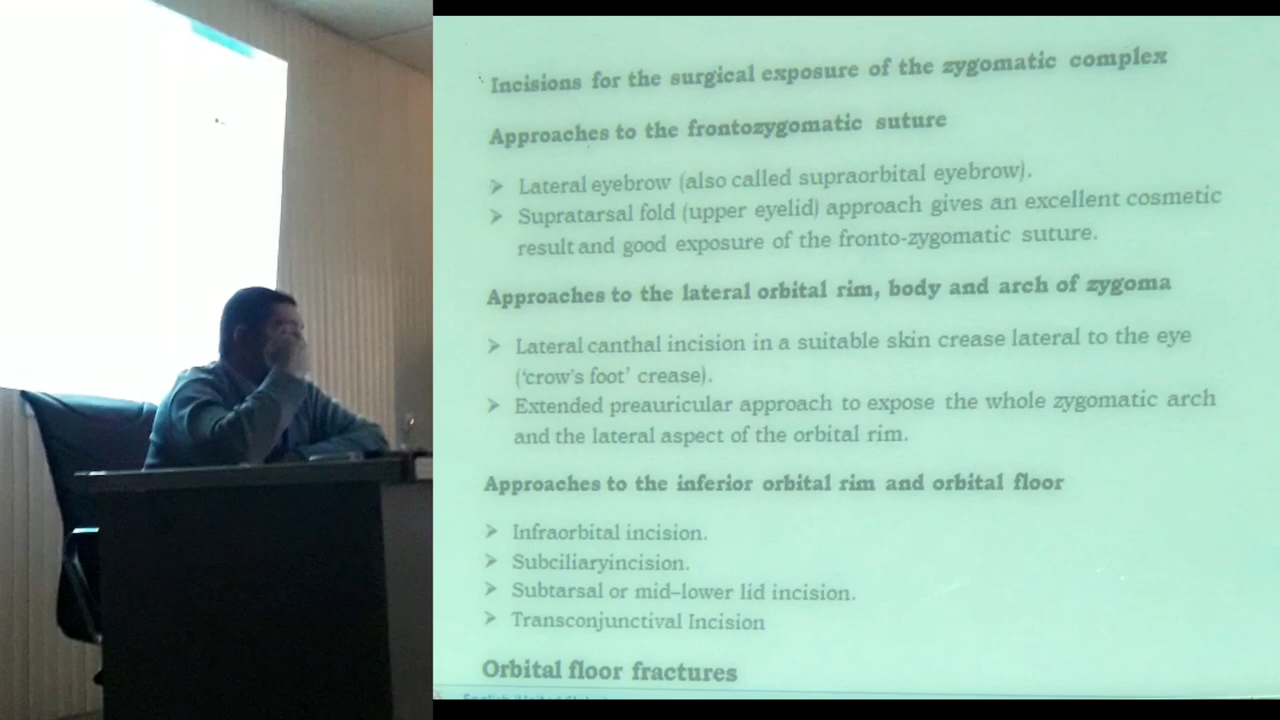 Incisions for the surgical exposure of the zygomatic complex
Approaches to the frontozygomatic suture
➢ Lateral eyebrow (also called supraorbital eyebrow).
➢ Supratarsal fold (upper eyelid) approach gives an excellent cosmetic
result and good exposure of the fronto-zygomatic suture.
Approaches to the lateral orbital rim, body and arch of zygoma
➢ Lateral canthal incision in a suitable skin crease lateral to the eye
(‘crow's foot’ crease).
➢ Extended preauricular approach to expose the whole zygomatic arch
and the lateral aspect of the orbital rim.
Approaches to the inferior orbital rim and orbital floor
➢ Infraorbital incision.
➢ Subciliaryincision.
➢ Subtarsal or mid–lower lid incision.
➢ Transconjunctival Incision
Orbital floor fractures